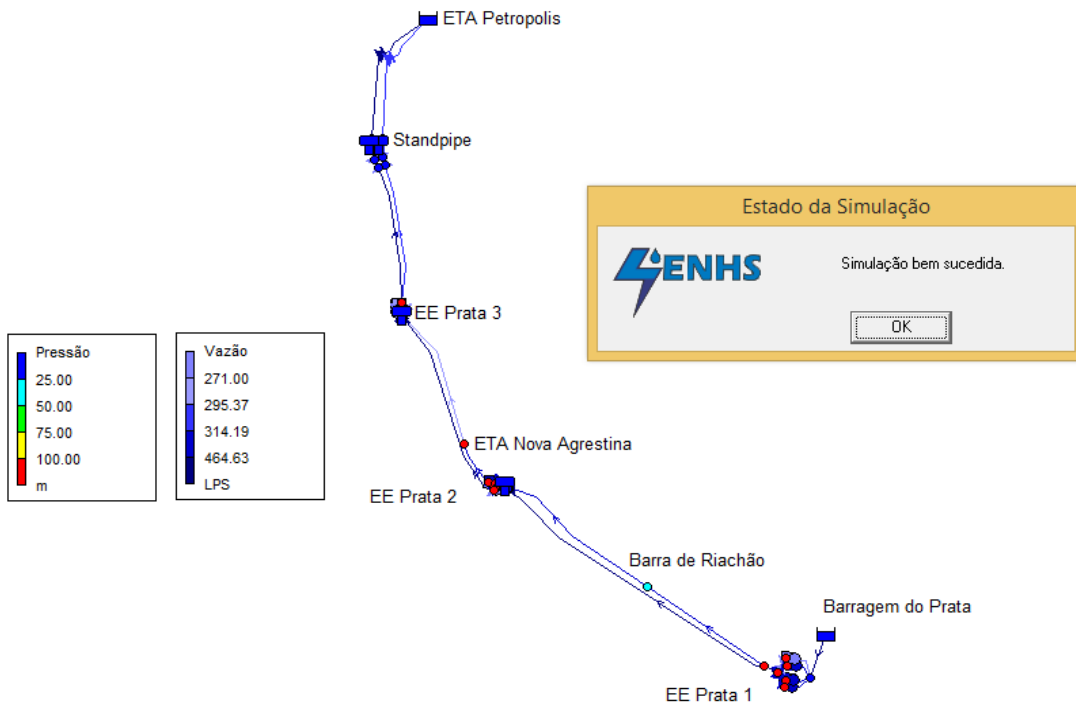 ETA Petropolis
Standpipe
Estado da Simulação
ENHS
Simulação bem sucedida.
OK
EE Prata 3
Pressão
25.00
50.00
75.00
100.00
m
Vazão
271.00
295.37
314.19
464.63
LPS
ETA Nova Agrestina
EE Prata 2
Barra de Riachão
Barragem do Prata
EE Prata 1